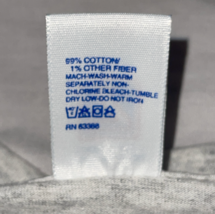 99% COTTON/
1% OTHER FIBER
MACH-WASH-WARM
SEPARATELY NON-
CHLORINE BLEACH-TUMBLE
DRY LOW-DO NOT IRON
RN 63366